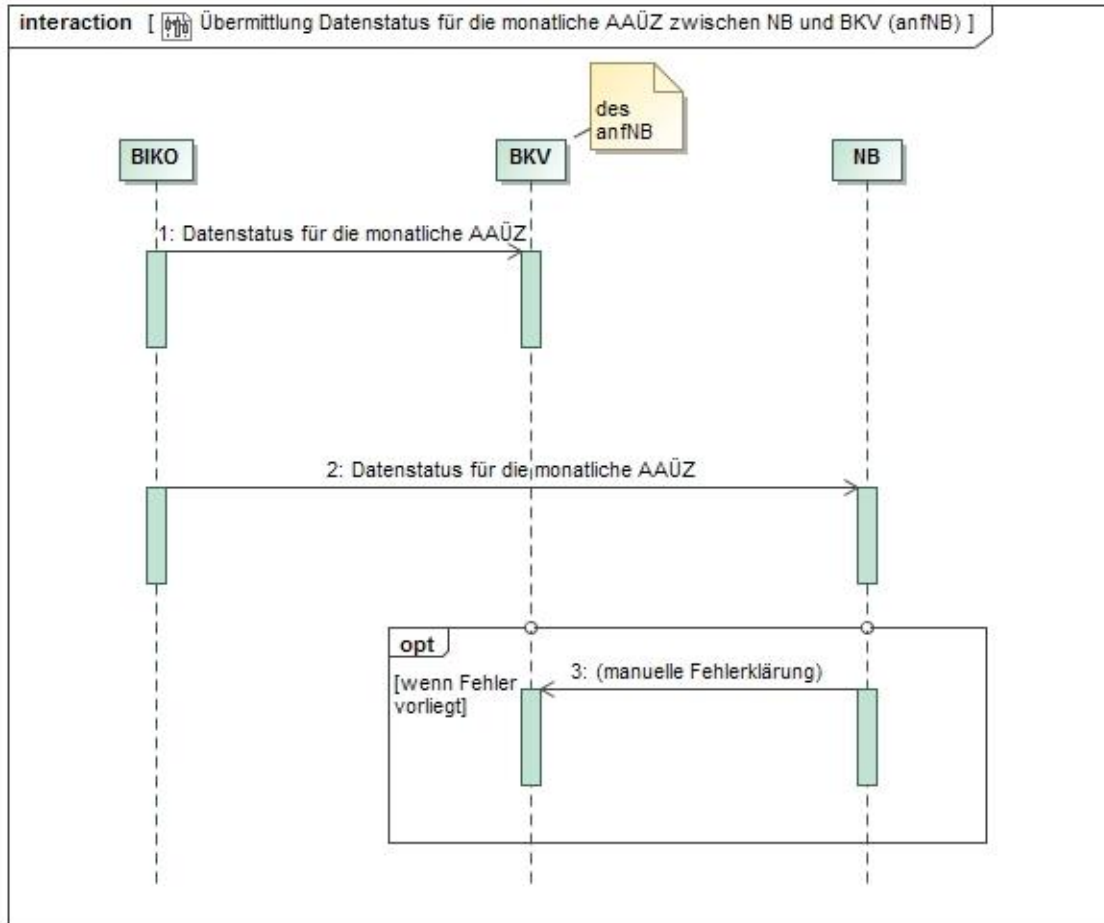 interaction [ Übermittlung Datenstatus für die monatliche AAÜZ zwischen NB und BKV (anfNB) ]
des
anfNB
BIKO
BKV
NB
1: Datenstatus für die monatliche AAÜZ
2: Datenstatus für die monatliche AAÜZ
opt
3: (manuelle Fehlerklärung)
[wenn Fehler
vorliegt]